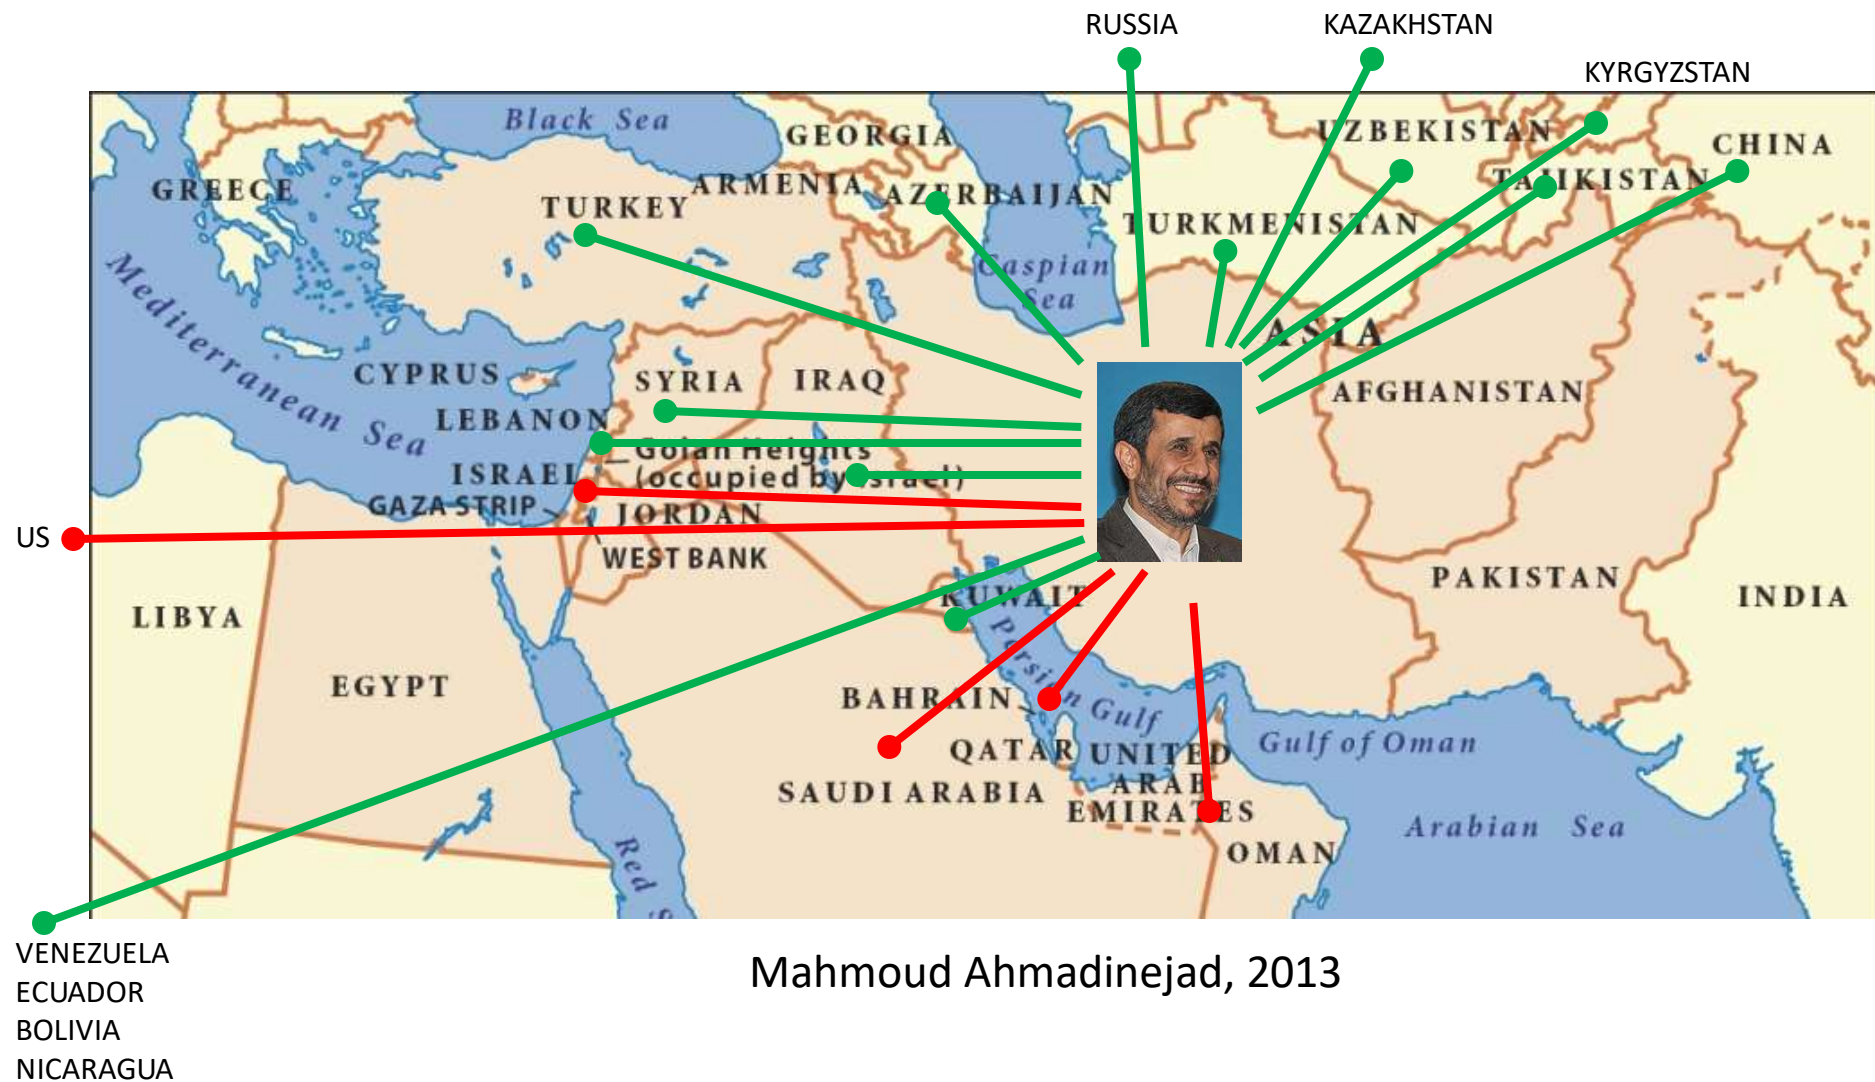 RUSSIA
KAZAKHSTAN
KYRGYZSTAN
Black Sea
GEORGIA
UZBEKISTAN
CHINA
GREECE
ARMENIA
AZERBAIJAN
TAJIKISTAN
TURKEY
TURKMENISTAN
Caspian
Sea
Mediterranean Sea
ASIA
CYPRUS
SYRIA
IRAQ
AFGHANISTAN
LEBANON
Golan Heights
(occupied by Israel)
ISRAEL
GAZA STRIP
JORDAN
US
WEST BANK
PAKISTAN
KUWAIT
INDIA
LIBYA
Persian Gulf
EGYPT
BAHRAIN
QATAR
UNITED
ARAB
EMIRATES
Gulf of Oman
SAUDI ARABIA
Arabian Sea
OMAN
Red S
VENEZUELA
ECUADOR
BOLIVIA
NICARAGUA
Mahmoud Ahmadinejad, 2013